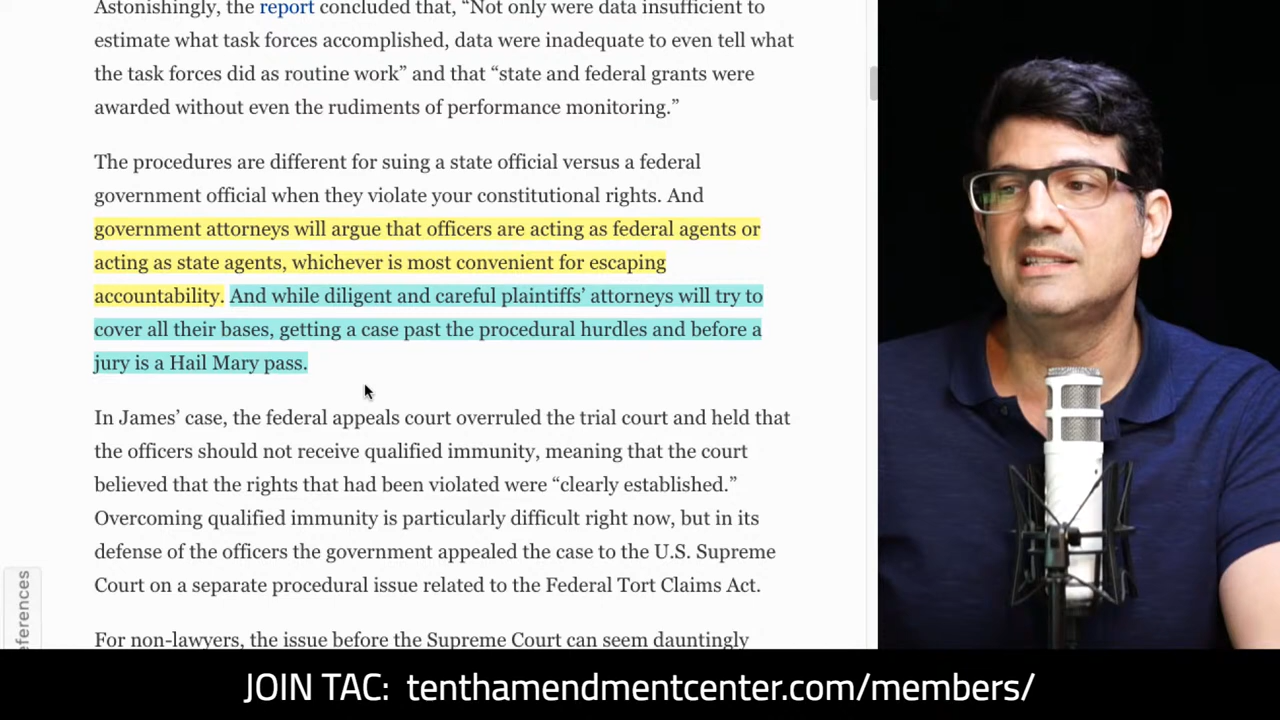 Astonishingly, the report concluded that, “Not only were data insufficient to
estimate what task forces accomplished, data were inadequate to even tell what
the task forces did as routine work” and that “state and federal grants were
awarded without even the rudiments of performance monitoring.”
The procedures are different for suing a state official versus a federal
government official when they violate your constitutional rights. And
government attorneys will argue that officers are acting as federal agents or
acting as state agents, whichever is most convenient for escaping
accountability. And while diligent and careful plaintiffs’ attorneys will try to
cover all their bases, getting a case past the procedural hurdles and before a
jury is a Hail Mary pass.
In James’ case, the federal appeals court overruled the trial court and held that
the officers should not receive qualified immunity, meaning that the court
believed that the rights that had been violated were “clearly established.”
Overcoming qualified immunity is particularly difficult right now, but in its
defense of the officers the government appealed the case to the U.S. Supreme
Court on a separate procedural issue related to the Federal Tort Claims Act.
For non-lawyers, the issue before the Supreme Court can seem dauntingly
eferences
JOIN TAC: tenthamendmentcenter.com/members/